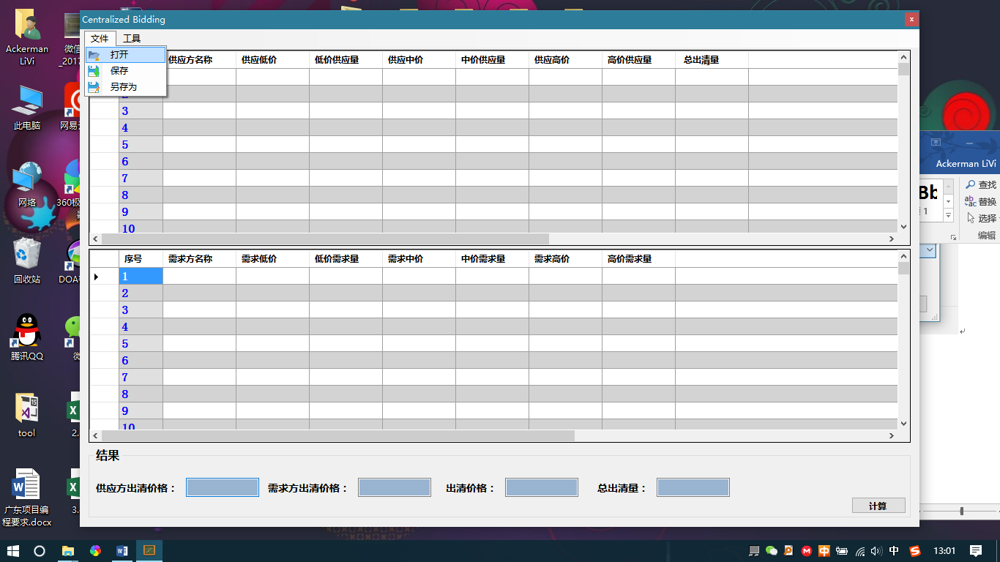 Centralized Bidding
文件 工具
打开
保存
另存为
供应方名称 供应低价 低价供应量 供应中价 中价供应量 供应高价 高价供应量 总出清量
3
4
5
6
7
8
9
10
序号 需求方名称 需求低价 低价需求量 需求中价 中价需求量 需求高价 高价需求量
1
2
3
4
5
6
7
8
9
10
结果
供应方出清价格： 需求方出清价格： 出清价格： 总出清量：
计算
Ackerman
LiVi
微信
_2017
此电脑
网络
360极
回收站
DOA
腾讯QQ
微
tool
2.
3.
广东项目编
程要求.docx
Ackerman LiVi
查找
替换
选择
编辑
中
中
13:01